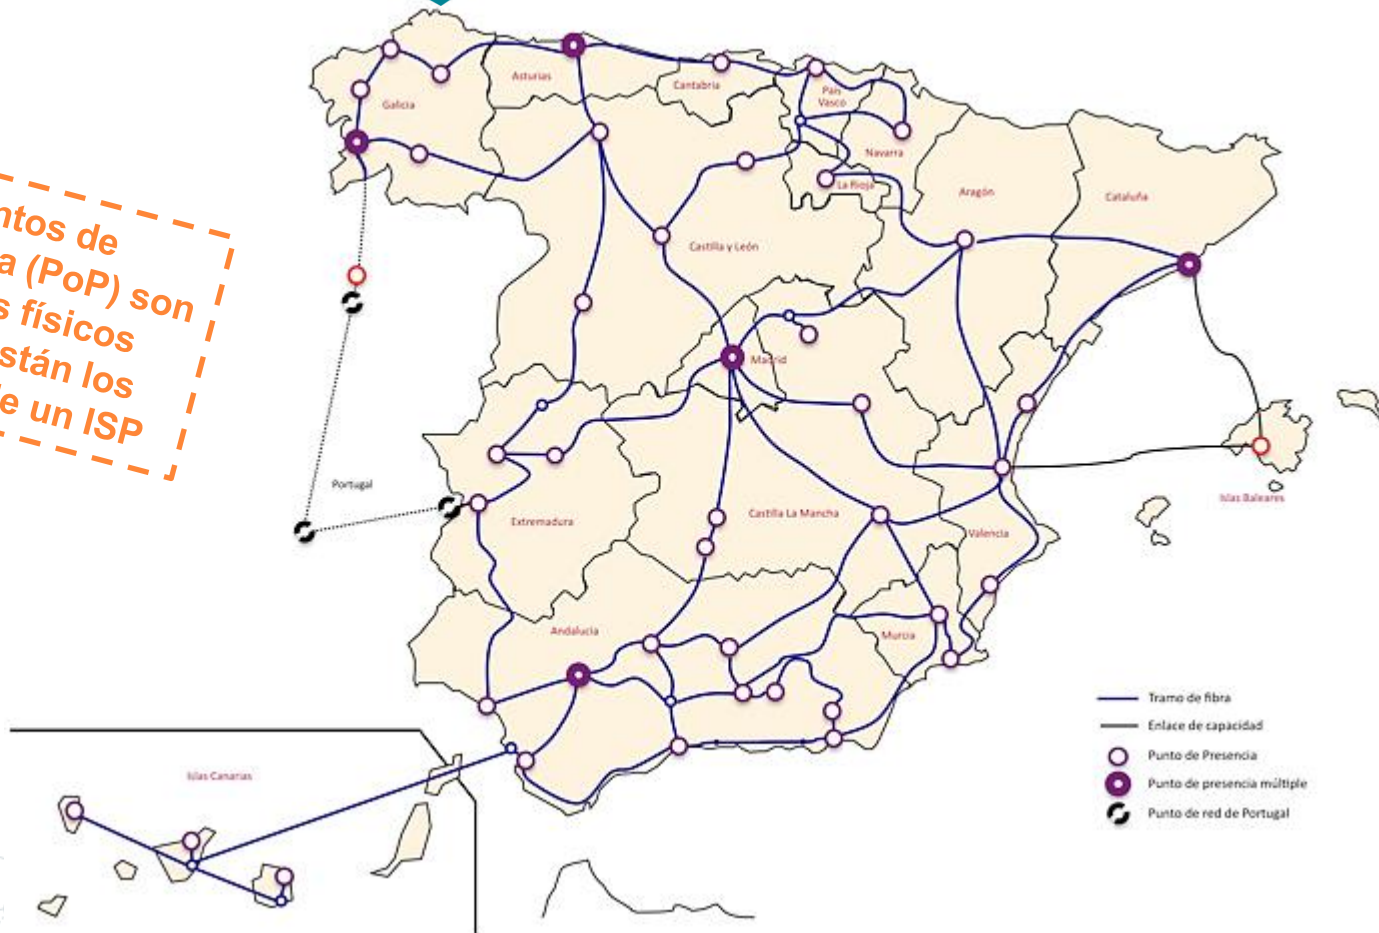 Asturias
Cantabria
País
Vasco
Galicia
Navarra
La Rioja
Aragón
Cataluña
ntos de
a (PoP) son
s físicos
stán los
e un ISP
Castilla y León
Madrid
Portugal
Extremadura
Castilla La Mancha
Islas Baleares
Valencia
Andalucia
Murcia
Islas Canarias
Tramo de fibra
Enlace de capacidad
Punto de Presencia
Punto de presencia múltiple
Punto de red de Portugal